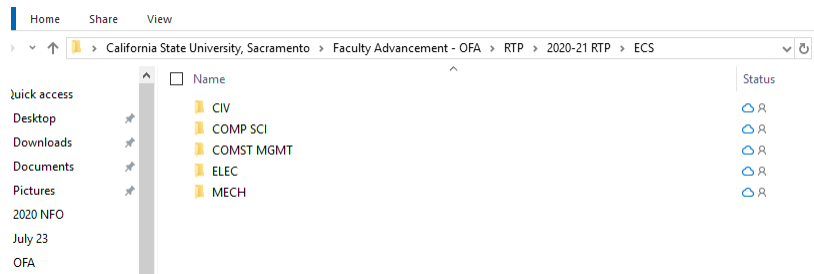 Home Share View
California State University, Sacramento > Faculty Advancement - OFA > RTP > 2020-21 RTP > ECS
Name Status
Quick access
Desktop
Downloads
Documents
Pictures
2020 NFO
July 23
OFA
CIV
COMP SCI
COMST MGMT
ELEC
MECH